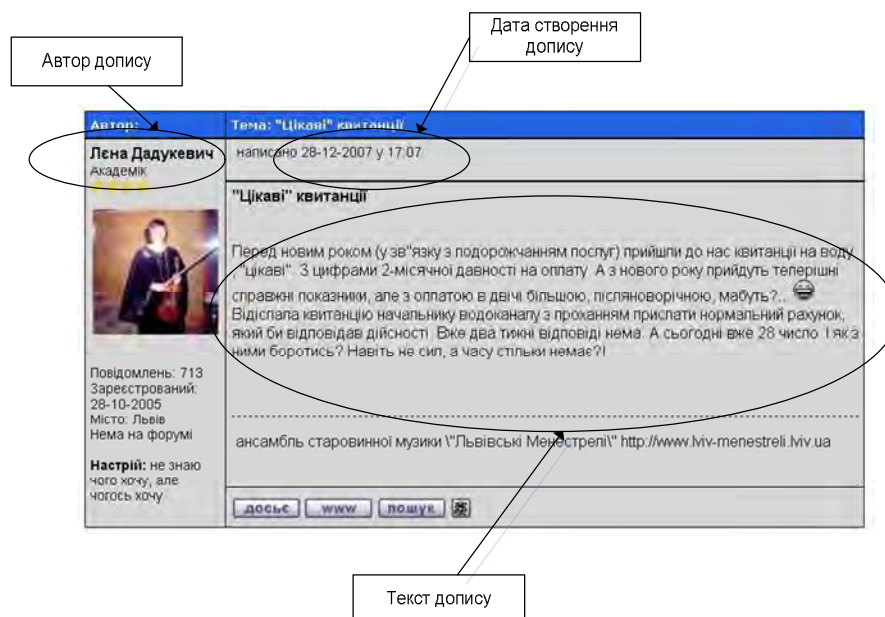 Дата створення
допису
Автор допису
Автор: Тема: "Цікаві" квитанції
Лєна Дадукевич
Академік
написано 28-12-2007 у 17:07
"Цікаві" квитанції
Перед новим роком (у зв"язку з подорожчанням послуг) прийшли до нас квитанції на воду
"цікаві". З цифрами 2-місячної давності на оплату. А з нового року прийдуть теперішні
справжні показники, але з оплатою в двічі більшою, післяноворічною, мабуть?..
Відіслала квитанцію начальнику водоканалу з проханням прислати нормальний рахунок,
який би відповідав дійсності. Вже два тижні відповіді нема. А сьогодні вже 28 число. І як з
ними боротись? Навіть не сил, а часу стільки немає?!
Повідомлень: 713
Зареєстрований:
28-10-2005
Місто: Львів
Нема на форумі
Настрій: не знаю
чого хочу, але
чогось хочу
ансамбль старовинної музики \"Львівські Менестрелі\" http://www.lviv-menestreli.lviv.ua
досьє www пошук
Текст допису